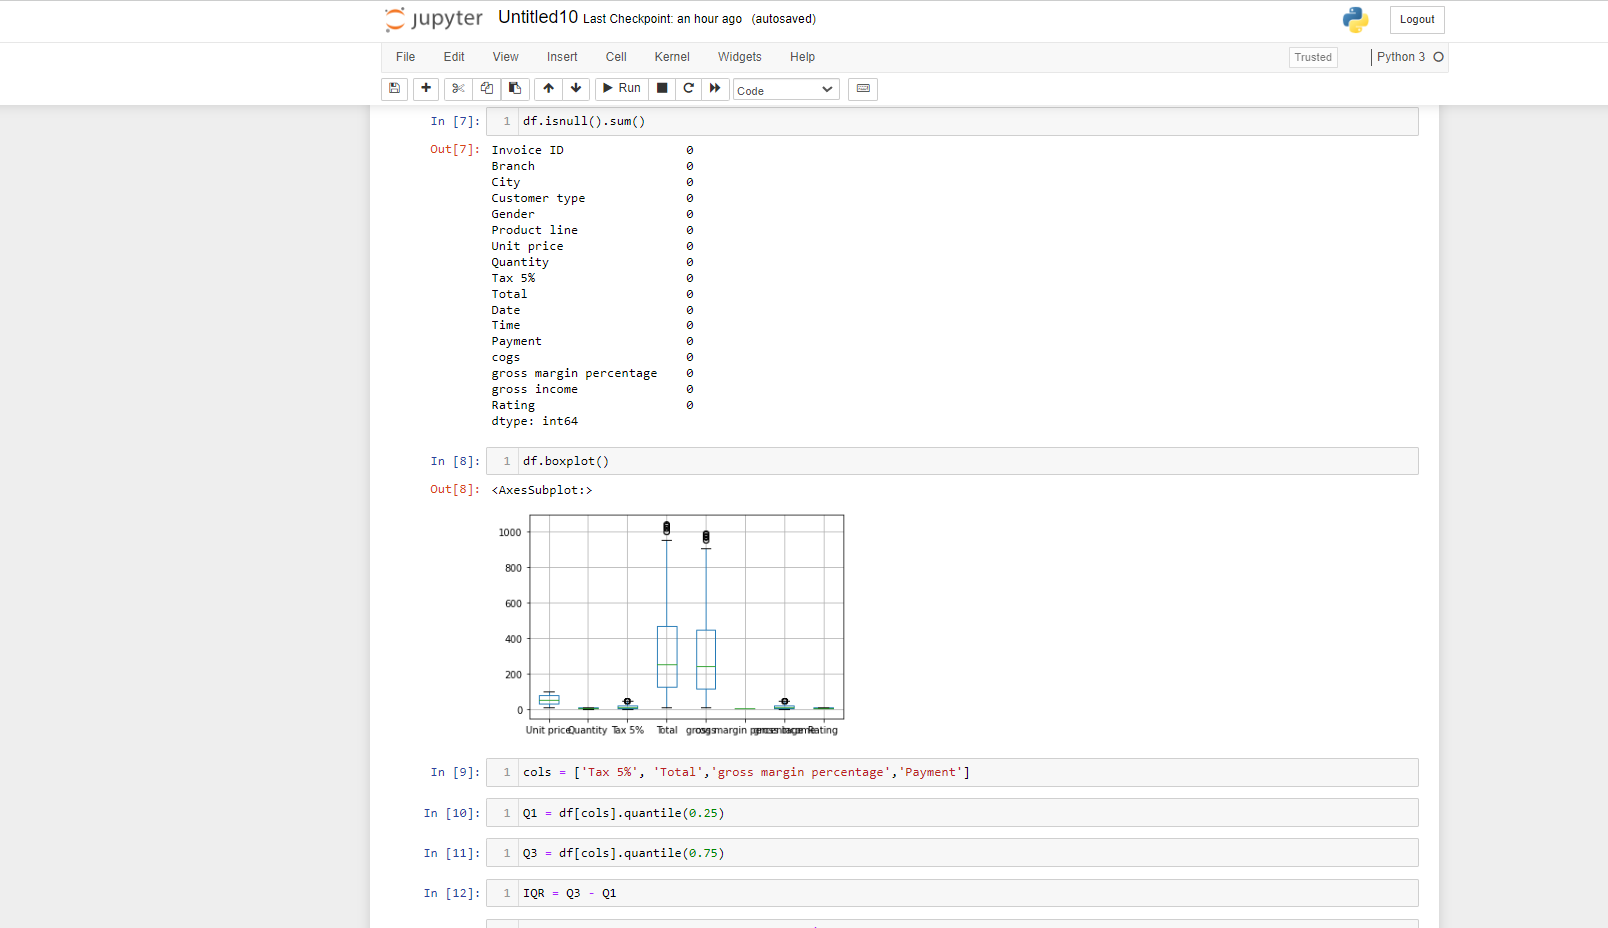 jupyter Untitled10 Last Checkpoint: an hour ago (autosaved)
Logout
File Edit View Insert Cell Kernel Widgets Help
Trusted
Python 3
Run
Code
In [7]: 1 df.isnull().sum()
Out[7]: Invoice ID 0
Branch 0
City 0
Customer type 0
Gender 0
Product line 0
Unit price 0
Quantity 0
Tax 5% 0
Total 0
Date 0
Time 0
Payment 0
cogs 0
gross margin percentage 0
gross income 0
Rating 0
dtype: int64
In [8]: 1 df.boxplot()
Out[8]: <AxesSubplot:>
1000
800
600
400
200
0
Unit price Quantity Tax 5% Total margin Rating
In [9]: 1 cols = ['Tax 5%', 'Total','gross margin percentage','Payment']
In [10]: 1 Q1 = df[cols].quantile(0.25)
In [11]: 1 Q3 = df[cols].quantile(0.75)
In [12]: 1 IQR = Q3 - Q1